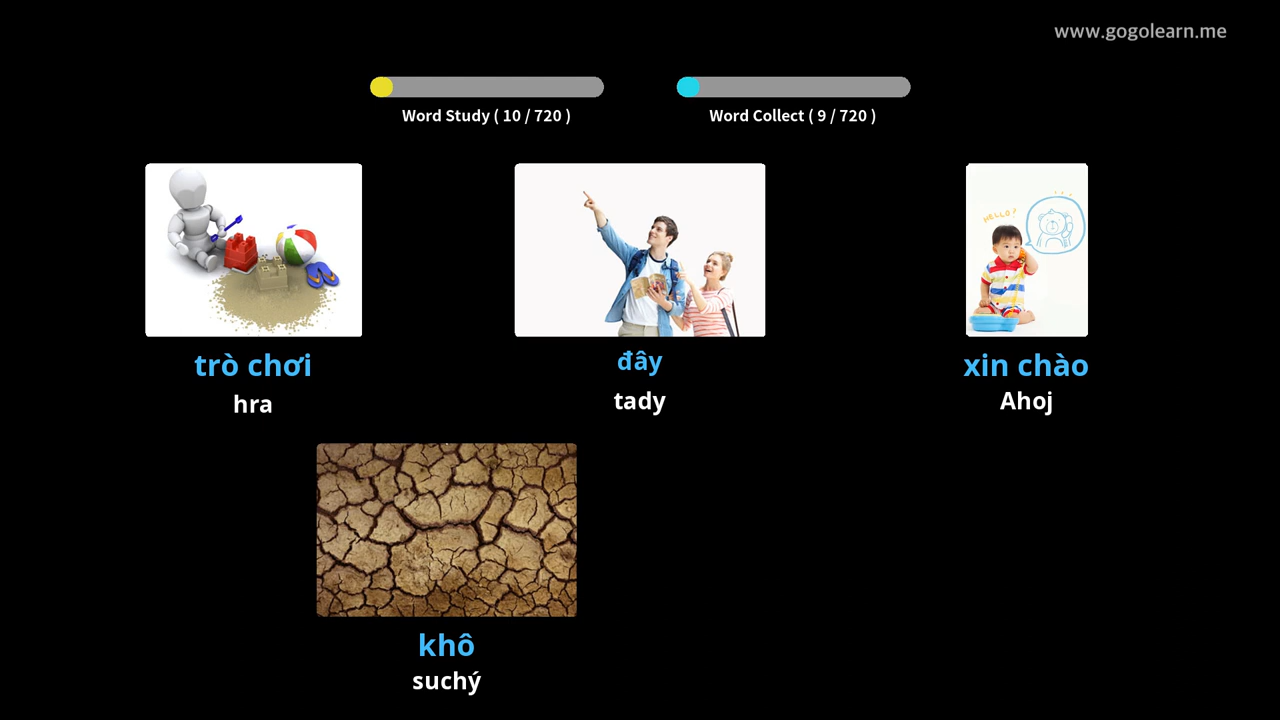 www.gogolearn.me
Word Study ( 10 / 720 )
Word Collect ( 9 / 720 )
HELLO?
trò chơi
hra
đây
tady
xin chào
Ahoj
khô
suchý